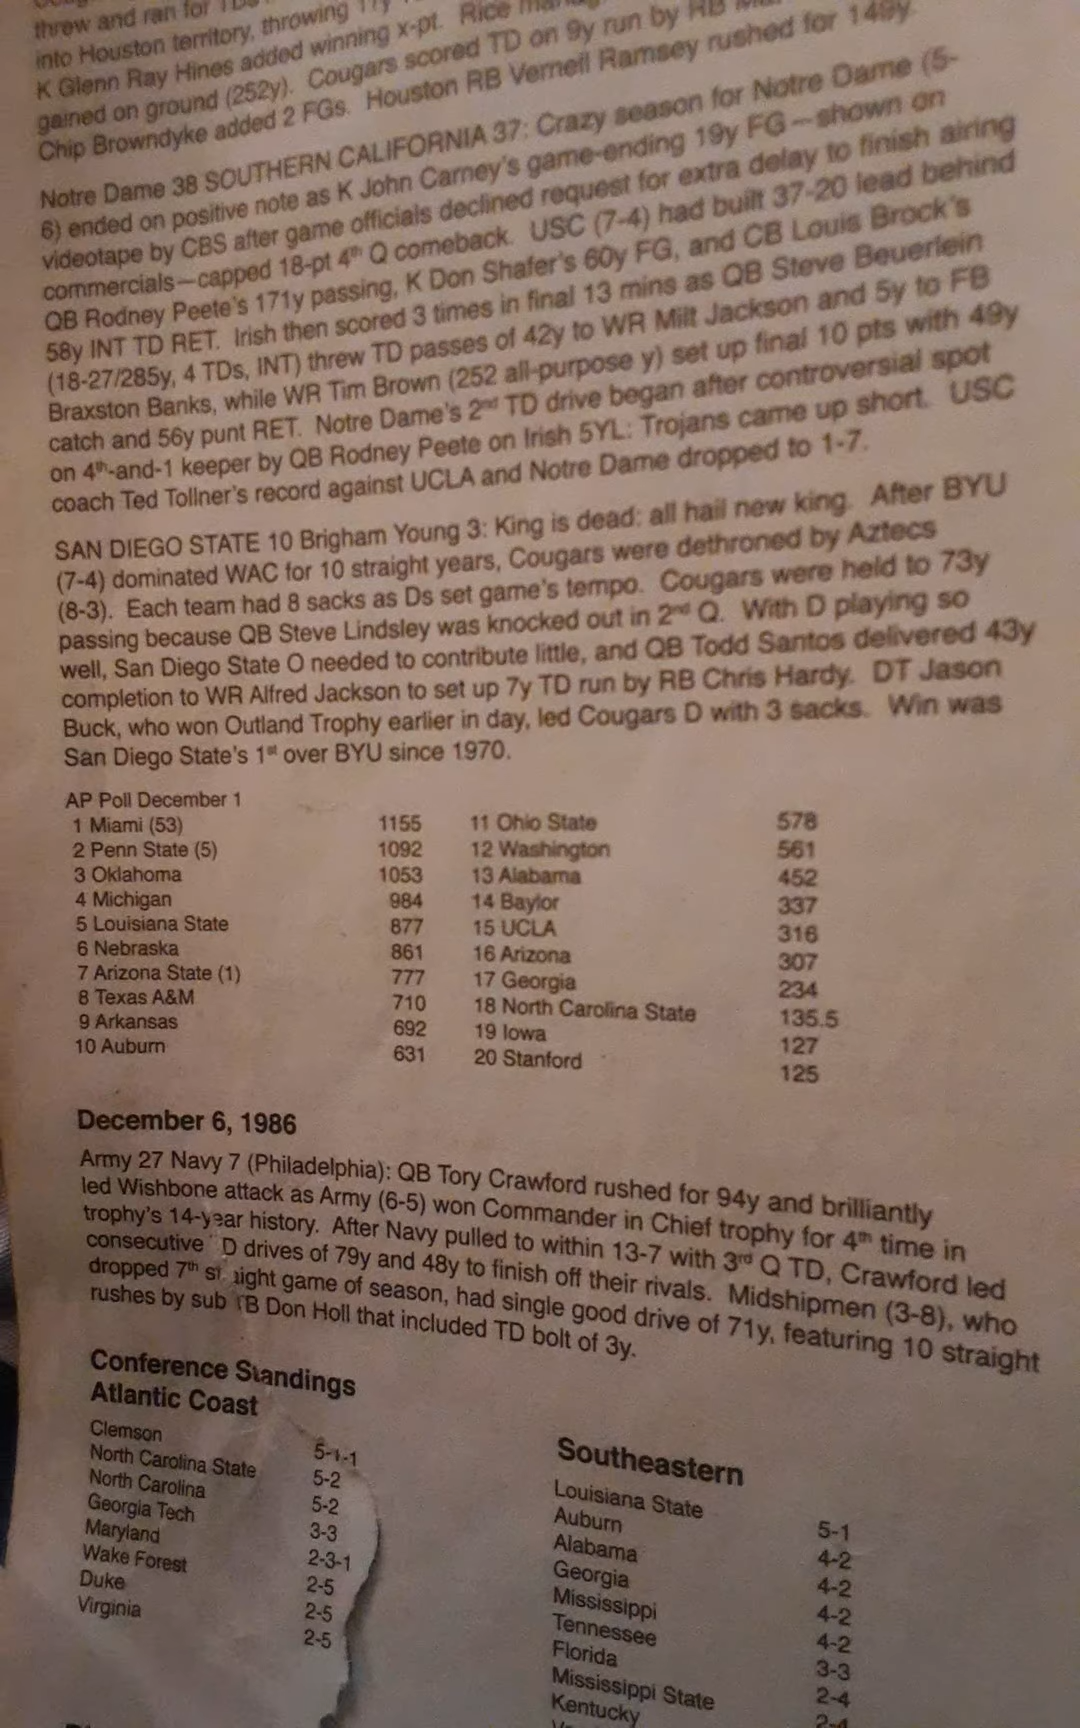 threw and ran for
into Houston territory, throwing
K Glenn Ray Hines added winning x-pt. Rice
gained on ground (252y). Cougars scored TD on 9y run by RB
Chip Browndyke added 2 FGs. Houston RB Verneil Ramsey rushed for 149y.
Notre Dame 38 SOUTHERN CALIFORNIA 37: Crazy season for Notre Dame (5-
6) ended on positive note as K John Carney's game-ending 19y FG—shown on
videotape by CBS after game officials declined request for extra delay to finish airing
commercials—capped 18-pt 4th Q comeback. USC (7-4) had built 37-20 lead behind
QB Rodney Peete's 171y passing, K Don Shafer's 60y FG, and CB Louis Brock's
58y INT TD RET. Irish then scored 3 times in final 13 mins as QB Steve Beuerlein
(18-27/285y, 4 TDs, INT) threw TD passes of 42y to WR Milt Jackson and 5y to FB
Braxston Banks, while WR Tim Brown (252 all-purpose y) set up final 10 pts with 49y
catch and 56y punt RET. Notre Dame's 2nd TD drive began after controversial spot
on 4th-and-1 keeper by QB Rodney Peete on Irish 5YL: Trojans came up short. USC
coach Ted Tollner's record against UCLA and Notre Dame dropped to 1-7.
SAN DIEGO STATE 10 Brigham Young 3: King is dead: all hail new king. After BYU
(7-4) dominated WAC for 10 straight years, Cougars were dethroned by Aztecs
(8-3). Each team had 8 sacks as Ds set game's tempo. Cougars were held to 73y
passing because QB Steve Lindsley was knocked out in 2nd Q. With D playing so
well, San Diego State O needed to contribute little, and QB Todd Santos delivered 43y
completion to WR Alfred Jackson to set up 7y TD run by RB Chris Hardy. DT Jason
Buck, who won Outland Trophy earlier in day, led Cougars D with 3 sacks. Win was
San Diego State's 1st over BYU since 1970.
AP Poll December 1
1 Miami (53) 1155 11 Ohio State 578
2 Penn State (5) 1092 12 Washington 561
3 Oklahoma 1053 13 Alabama 452
4 Michigan 984 14 Baylor 337
5 Louisiana State 877 15 UCLA 316
6 Nebraska 861 16 Arizona 307
7 Arizona State (1) 777 17 Georgia 234
8 Texas A&M 710 18 North Carolina State 135.5
9 Arkansas 692 19 Iowa 127
10 Auburn 631 20 Stanford 125
December 6, 1986
Army 27 Navy 7 (Philadelphia): QB Tory Crawford rushed for 94y and brilliantly
led Wishbone attack as Army (6-5) won Commander in Chief trophy for 4th time in
trophy's 14-year history. After Navy pulled to within 13-7 with 3rd Q TD, Crawford led
consecutive D drives of 79y and 48y to finish off their rivals. Midshipmen (3-8), who
dropped 7th st aight game of season, had single good drive of 71y, featuring 10 straight
rushes by sub TB Don Holl that included TD bolt of 3y.
Conference Standings
Atlantic Coast
Clemson 5-1-1
North Carolina State 5-2
North Carolina 5-2
Georgia Tech 3-3
Maryland 2-3-1
Wake Forest 2-5
Duke 2-5
Virginia 2-5
Southeastern
Louisiana State 5-1
Auburn 4-2
Alabama 4-2
Georgia 4-2
Mississippi 4-2
Tennessee 3-3
Florida 2-4
Mississippi State 2-4
Kentucky